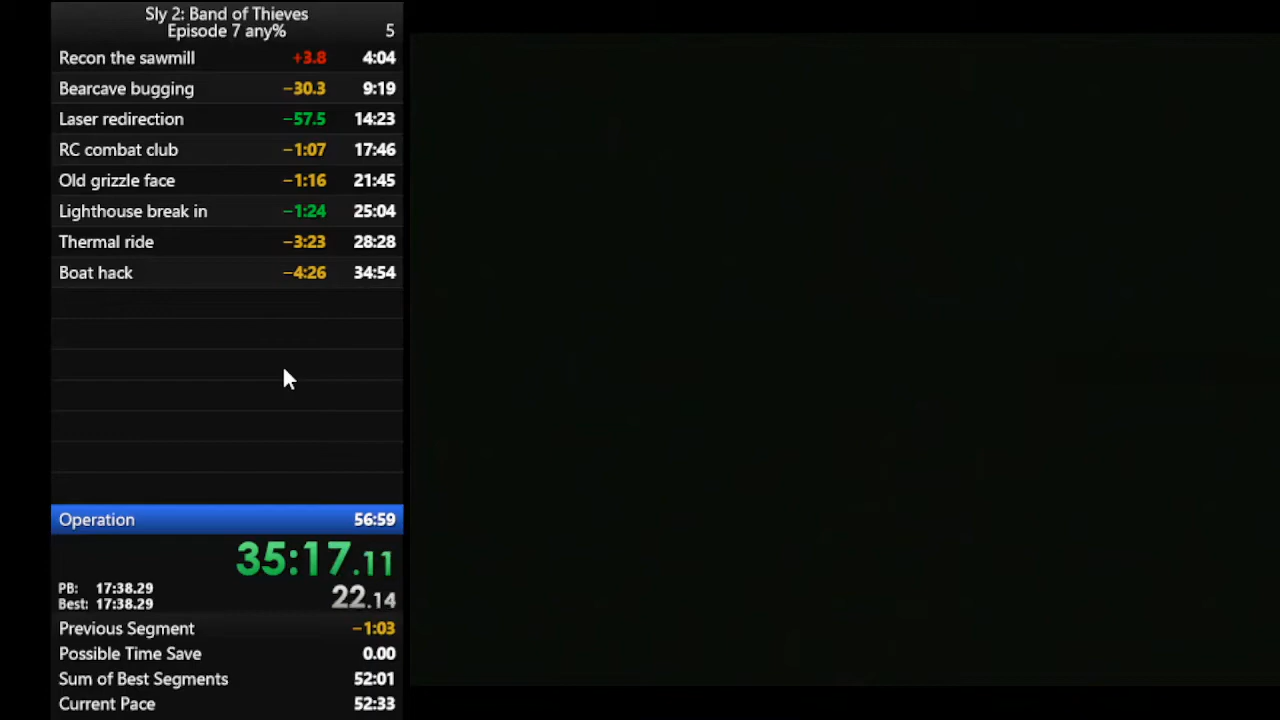 Sly 2: Band of Thieves
Episode 7 any% 5
Recon the sawmill +3.8 4:04
Bearcave bugging −30.3 9:19
Laser redirection −57.5 14:23
RC combat club −1:07 17:46
Old grizzle face −1:16 21:45
Lighthouse break in −1:24 25:04
Thermal ride −3:23 28:28
Boat hack −4:26 34:54
Operation 56:59
35:17.11
PB: 17:38.29
Best: 17:38.29 22.14
Previous Segment −1:03
Possible Time Save 0.00
Sum of Best Segments 52:01
Current Pace 52:33